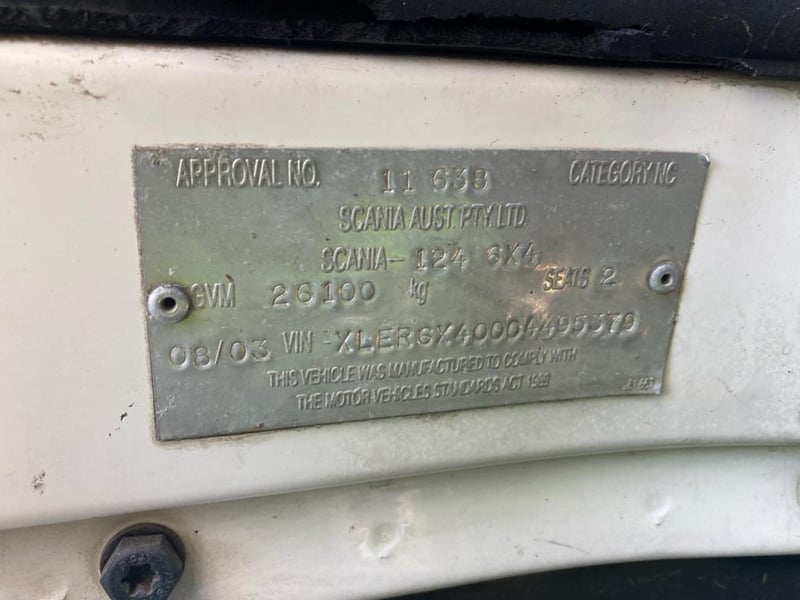 APPROVAL NO. 11 638 CATEGORY NC
SCANIA AUST. PTY LTD.
SCANIA- 124 6X4
GVM 26100 kg SEATS 2
08/03 VIN -XLER6X40004495379
THIS VEHICLE WAS MANUFACTURED TO COMPLY WITH
THE MOTOR VEHICLES STANDARDS ACT 1989